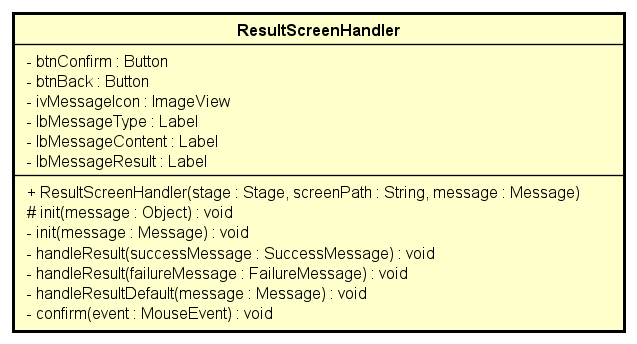 ResultScreenHandler
- btnConfirm : Button
- btnBack : Button
- ivMessageIcon : ImageView
- lbMessageType : Label
- lbMessageContent : Label
- lbMessageResult : Label
+ ResultScreenHandler(stage : Stage, screenPath : String, message : Message)
# init(message : Object) : void
- init(message : Message) : void
- handleResult(successMessage : SuccessMessage) : void
- handleResult(failureMessage : FailureMessage) : void
- handleResultDefault(message : Message) : void
- confirm(event : MouseEvent) : void